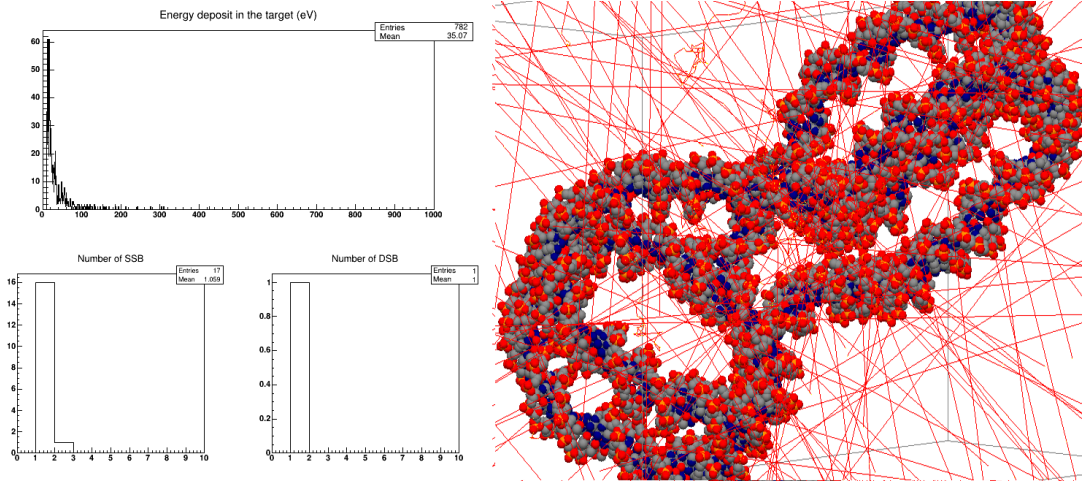 Energy deposit in the target (eV)
Entries 782
Mean 35.07
60
50
40
30
20
10
0
0 100 200 300 400 500 600 700 800 900 1000
Number of SSB
Entries 17
Mean 1.059
16
14
12
10
8
6
4
2
0
0 1 2 3 4 5 6 7 8 9 10
Number of DSB
Entries 1
Mean 1
1
0.8
0.6
0.4
0.2
0
0 1 2 3 4 5 6 7 8 9 10